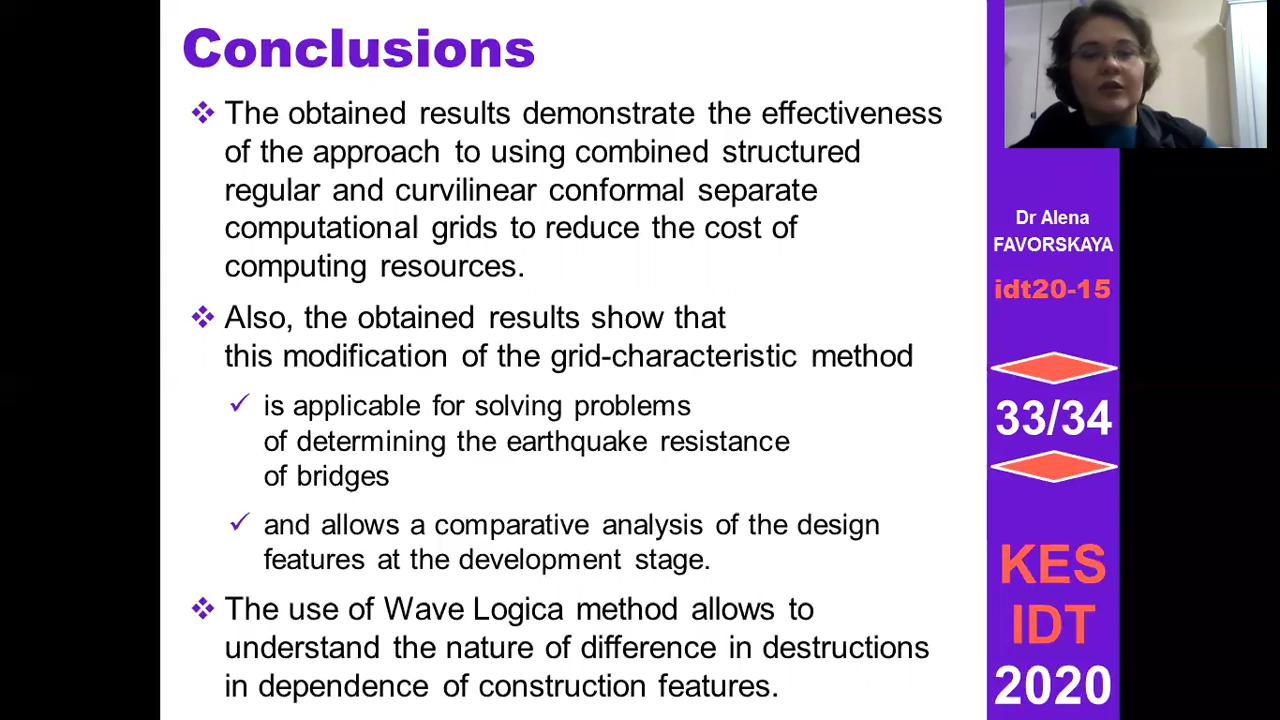 Conclusions
The obtained results demonstrate the effectiveness
of the approach to using combined structured
regular and curvilinear conformal separate
computational grids to reduce the cost of
computing resources.
Also, the obtained results show that
this modification of the grid-characteristic method
is applicable for solving problems
of determining the earthquake resistance
of bridges
and allows a comparative analysis of the design
features at the development stage.
The use of Wave Logica method allows to
understand the nature of difference in destructions
in dependence of construction features.
Dr Alena
FAVORSKAYA
idt20-15
33/34
KES
IDT
2020